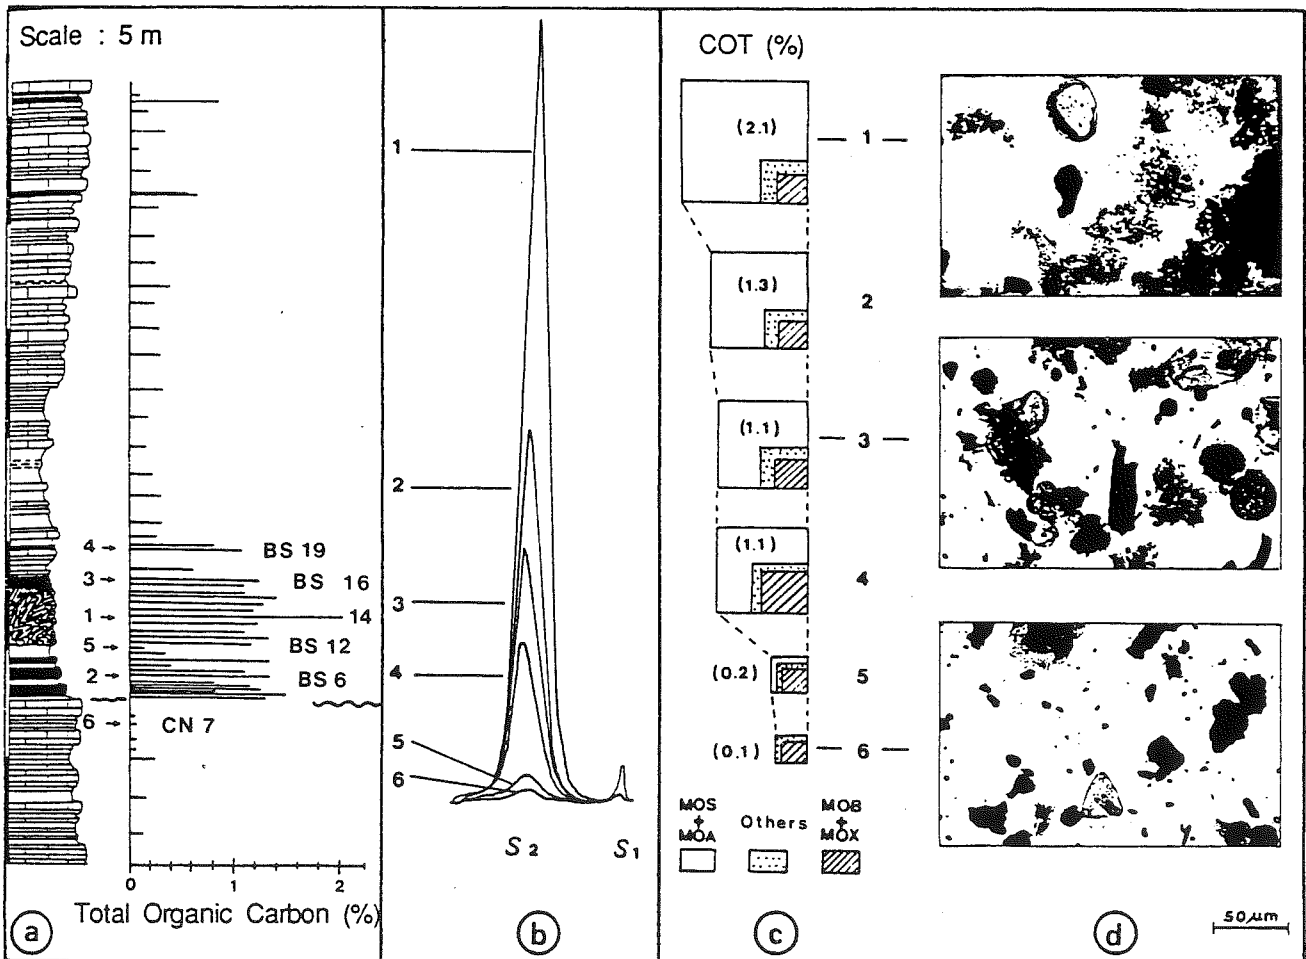 Scale : 5 m
4 → BS 19
3 → BS 16
1 → 14
5 → BS 12
2 → BS 6
6 → CN 7
0 1 2
Total Organic Carbon (%)
a
1
2
3
4
5
6
S2 S1
b
COT (%)
(2.1) 1
(1.3) 2
(1.1) 3
(1.1) 4
(0.2) 5
(0.1) 6
MOS + MOA
Others
MOB + MOX
c
d
50 µm